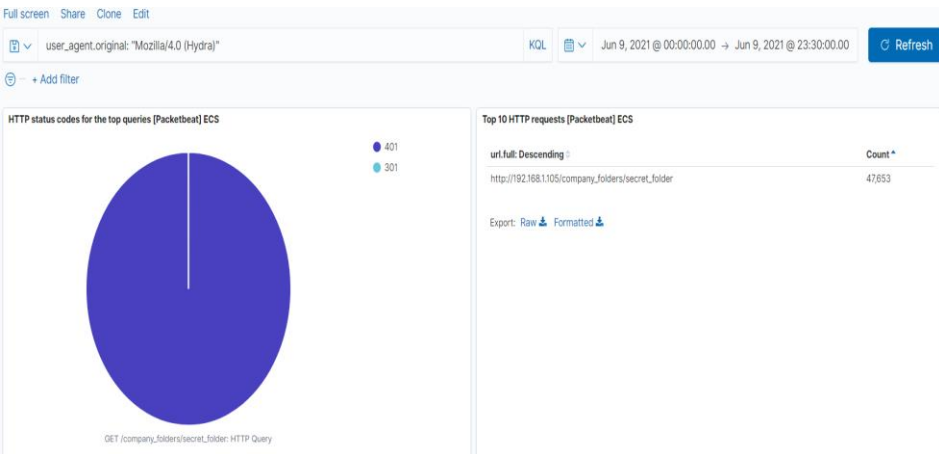 Full screen Share Clone Edit
user_agent.original: "Mozilla/4.0 (Hydra)" KQL Jun 9, 2021 @ 00:00:00.00 → Jun 9, 2021 @ 23:30:00.00 Refresh
+ Add filter
HTTP status codes for the top queries [Packetbeat] ECS
401
301
GET /company_folders/secret_folder: HTTP Query
Top 10 HTTP requests [Packetbeat] ECS
url.full: Descending Count
http://192.168.1.105/company_folders/secret_folder 47,653
Export: Raw Formatted